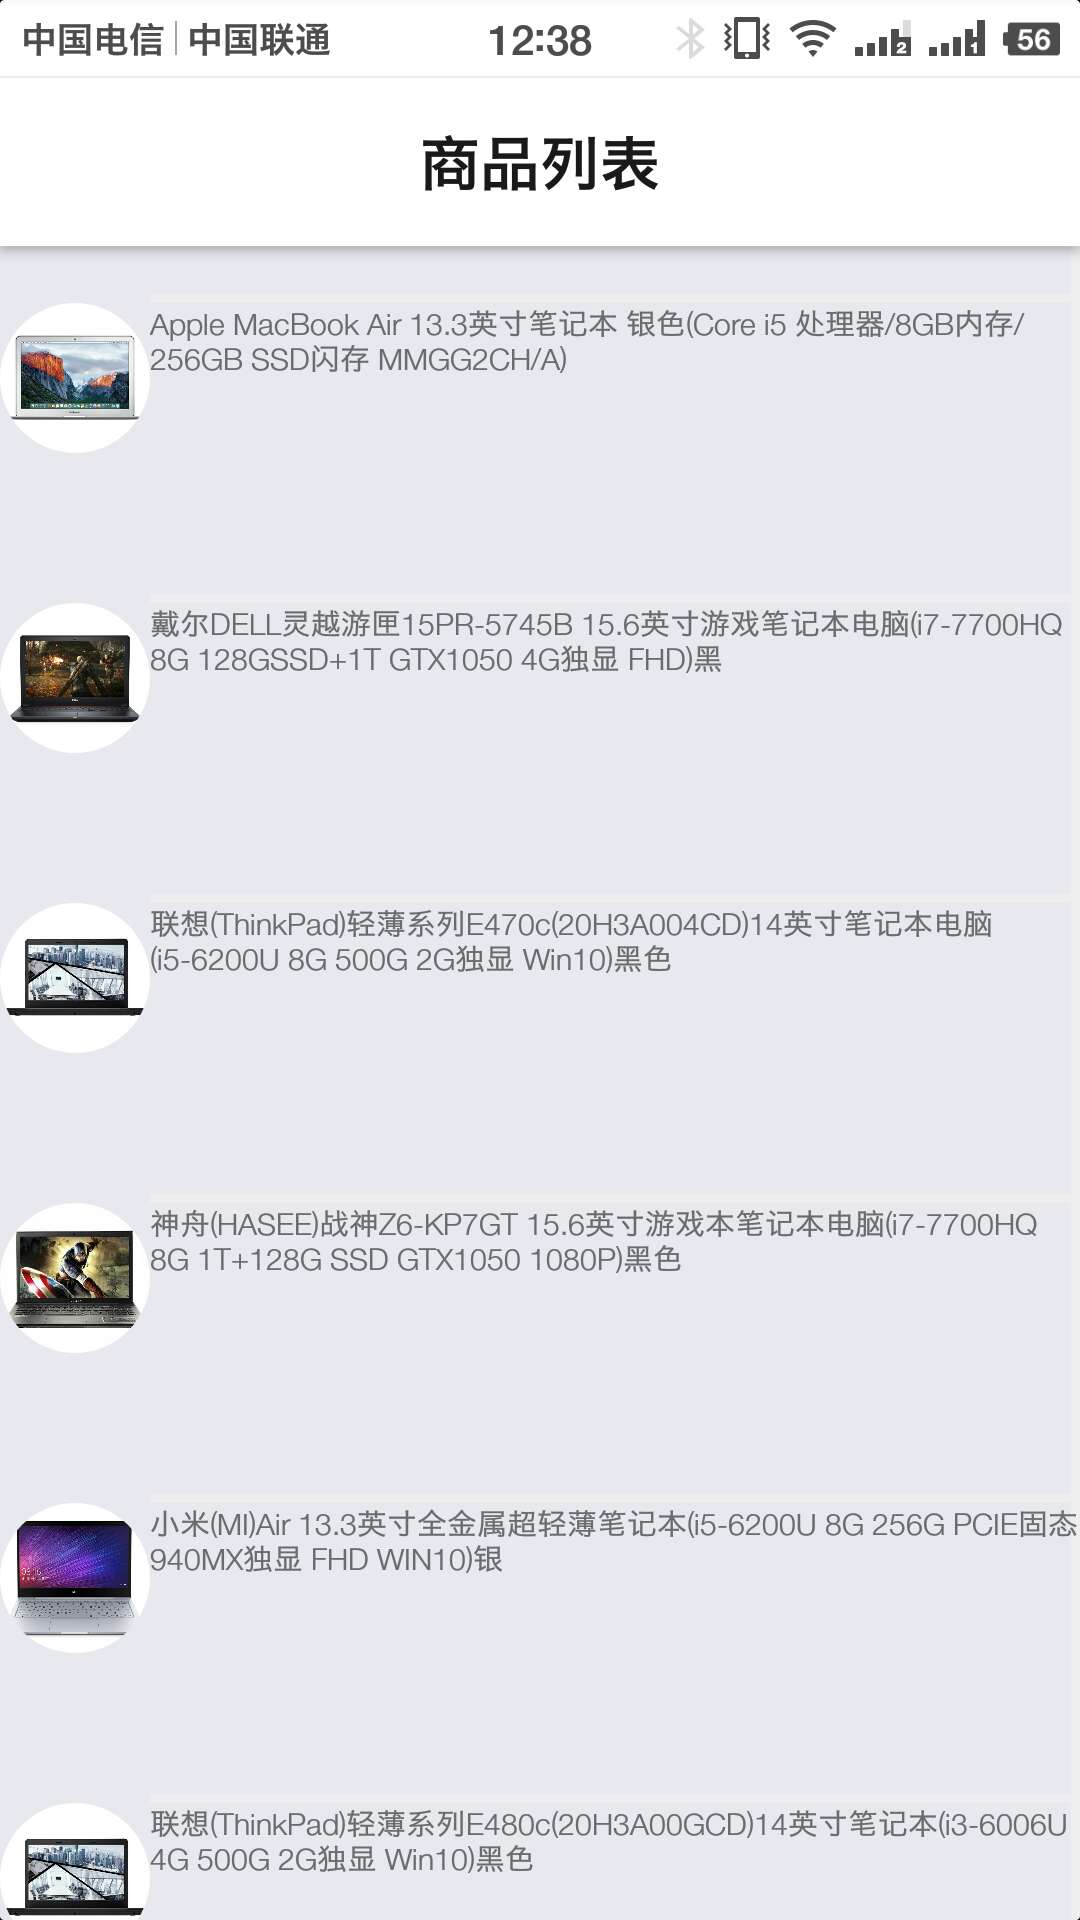 中国电信 中国联通 12:38 2 1 56
商品列表
Apple MacBook Air 13.3英寸笔记本 银色(Core i5 处理器/8GB内存/
256GB SSD闪存 MMGG2CH/A)
戴尔DELL灵越游匣15PR-5745B 15.6英寸游戏笔记本电脑(i7-7700HQ
8G 128GSSD+1T GTX1050 4G独显 FHD)黑
联想(ThinkPad)轻薄系列E470c(20H3A004CD)14英寸笔记本电脑
(i5-6200U 8G 500G 2G独显 Win10)黑色
神舟(HASEE)战神Z6-KP7GT 15.6英寸游戏本笔记本电脑(i7-7700HQ
8G 1T+128G SSD GTX1050 1080P)黑色
小米(MI)Air 13.3英寸全金属超轻薄笔记本(i5-6200U 8G 256G PCIE固态
940MX独显 FHD WIN10)银
联想(ThinkPad)轻薄系列E480c(20H3A00GCD)14英寸笔记本(i3-6006U
4G 500G 2G独显 Win10)黑色